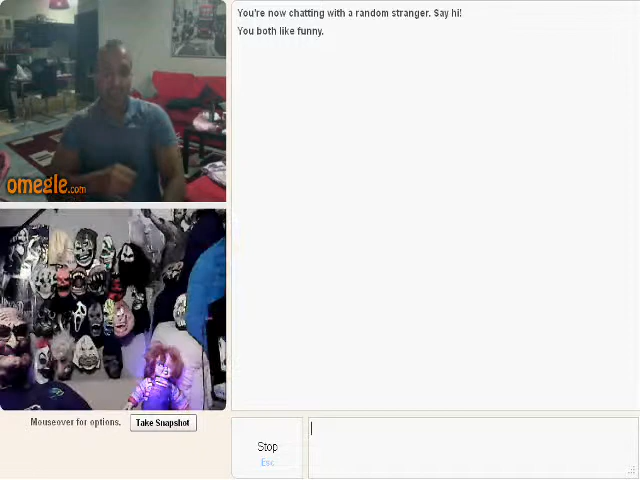 You're now chatting with a random stranger. Say hi!
You both like funny.
omegle.com
Mouseover for options.
Take Snapshot
Stop
Esc